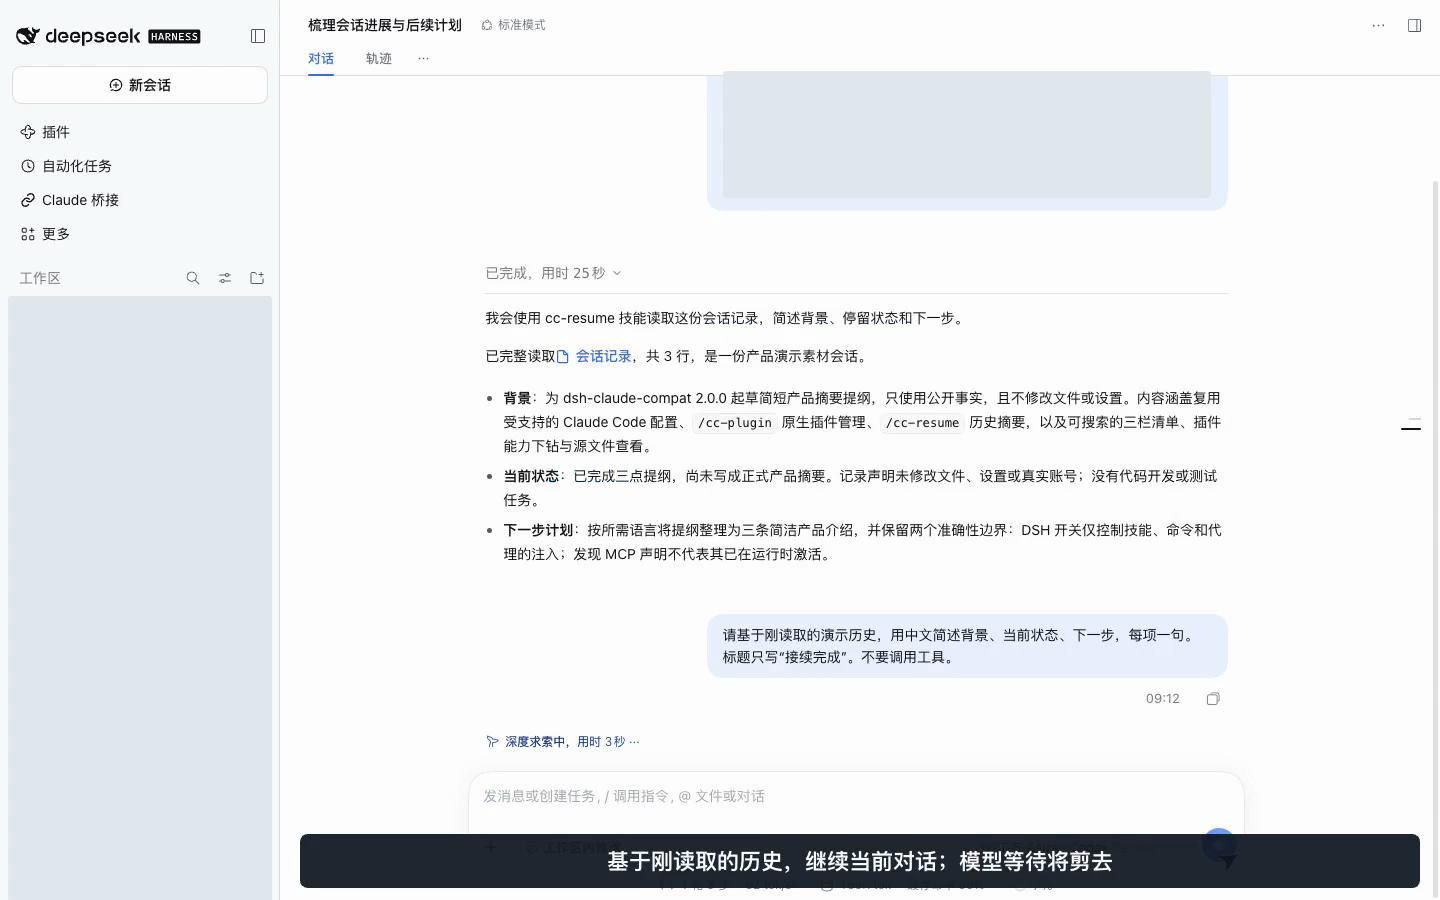 deepseek HARNESS
新会话
插件
自动化任务
Claude 桥接
更多
工作区
梳理会话进展与后续计划
标准模式
对话 轨迹 ···
已完成，用时 25秒
我会使用 cc-resume 技能读取这份会话记录，简述背景、停留状态和下一步。
已完整读取 会话记录，共 3 行，是一份产品演示素材会话。
背景：为 dsh-claude-compat 2.0.0 起草简短产品摘要提纲，只使用公开事实，且不修改文件或设置。内容涵盖复用
受支持的 Claude Code 配置、 /cc-plugin 原生插件管理、 /cc-resume 历史摘要，以及可搜索的三栏清单、插件
能力下钻与源文件查看。
当前状态：已完成三点提纲，尚未写成正式产品摘要。记录声明未修改文件、设置或真实账号；没有代码开发或测试
任务。
下一步计划：按所需语言将提纲整理为三条简洁产品介绍，并保留两个准确性边界：DSH 开关仅控制技能、命令和代
理的注入；发现 MCP 声明不代表其已在运行时激活。
请基于刚读取的演示历史，用中文简述背景、当前状态、下一步，每项一句。
标题只写“接续完成”。不要调用工具。
09:12
深度求索中，用时 3秒 ···
发消息或创建任务, / 调用指令, @ 文件或对话
基于刚读取的历史，继续当前对话；模型等待将剪去